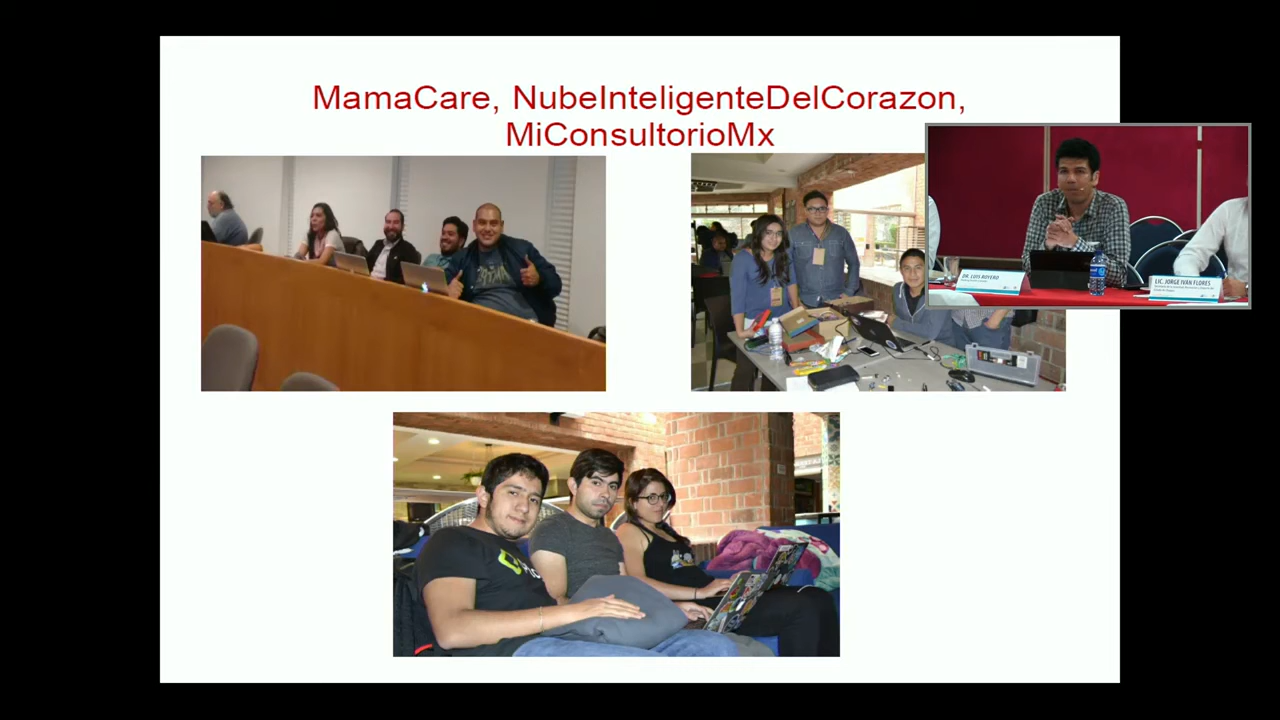 MamaCare, NubeInteligenteDelCorazon,
MiConsultorioMx
DR. LUIS ROYERO
LIC. JORGE IVÁN FLORES